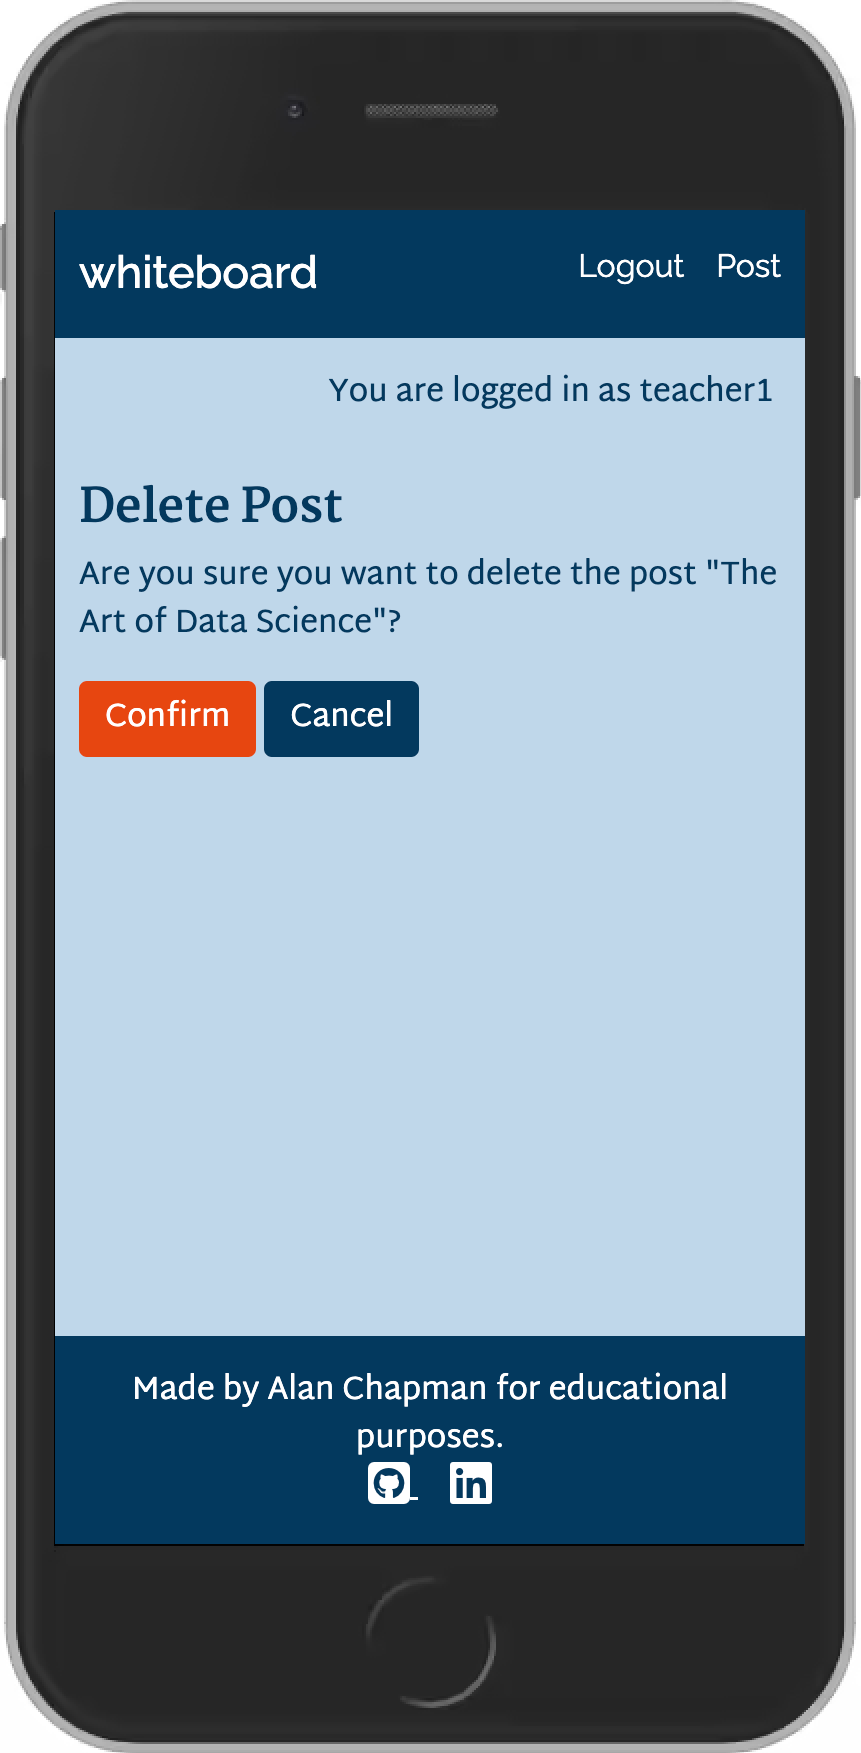 whiteboard Logout Post
You are logged in as teacher1
Delete Post
Are you sure you want to delete the post "The
Art of Data Science"?
Confirm Cancel
Made by Alan Chapman for educational
purposes.
in